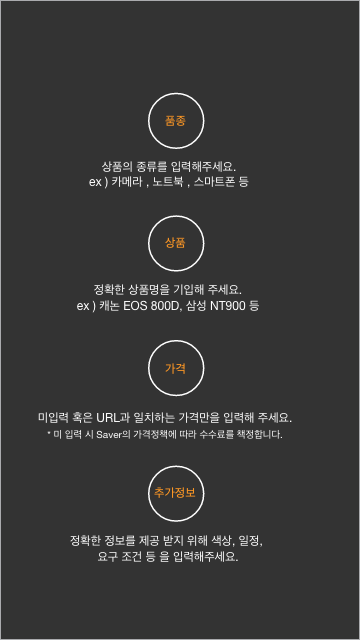 품종
상품의 종류를 입력해주세요.
ex ) 카메라 , 노트북 , 스마트폰 등
상품
정확한 상품명을 기입해 주세요.
ex ) 캐논 EOS 800D, 삼성 NT900 등
가격
미입력 혹은 URL과 일치하는 가격만을 입력해 주세요.
* 미 입력 시 Saver의 가격정책에 따라 수수료를 책정합니다.
추가정보
정확한 정보를 제공 받지 위해 색상, 일정,
요구 조건 등 을 입력해주세요.